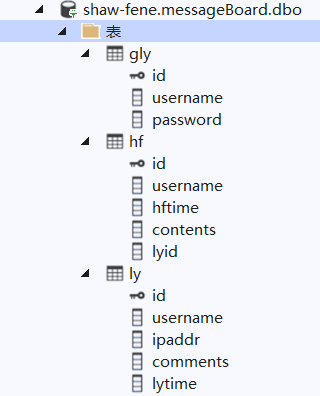 shaw-fene.messageBoard.dbo
表
gly
id
username
password
hf
id
username
hftime
contents
lyid
ly
id
username
ipaddr
comments
lytime